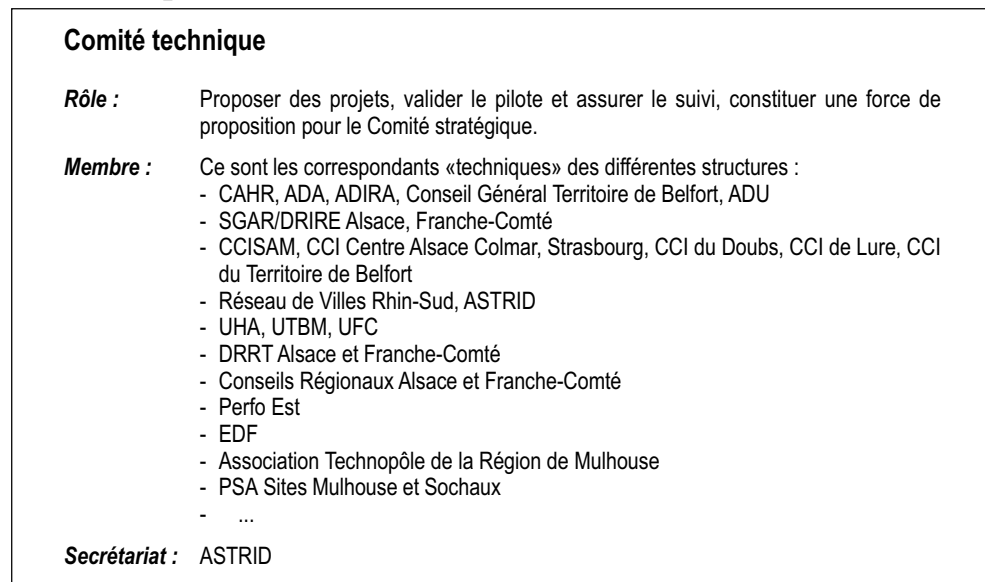 Comité technique
Rôle : Proposer des projets, valider le pilote et assurer le suivi, constituer une force de
proposition pour le Comité stratégique.
Membre : Ce sont les correspondants «techniques» des différentes structures :
- CAHR, ADA, ADIRA, Conseil Général Territoire de Belfort, ADU
- SGAR/DRIRE Alsace, Franche-Comté
- CCISAM, CCI Centre Alsace Colmar, Strasbourg, CCI du Doubs, CCI de Lure, CCI
du Territoire de Belfort
- Réseau de Villes Rhin-Sud, ASTRID
- UHA, UTBM, UFC
- DRRT Alsace et Franche-Comté
- Conseils Régionaux Alsace et Franche-Comté
- Perfo Est
- EDF
- Association Technopôle de la Région de Mulhouse
- PSA Sites Mulhouse et Sochaux
- ...
Secrétariat : ASTRID